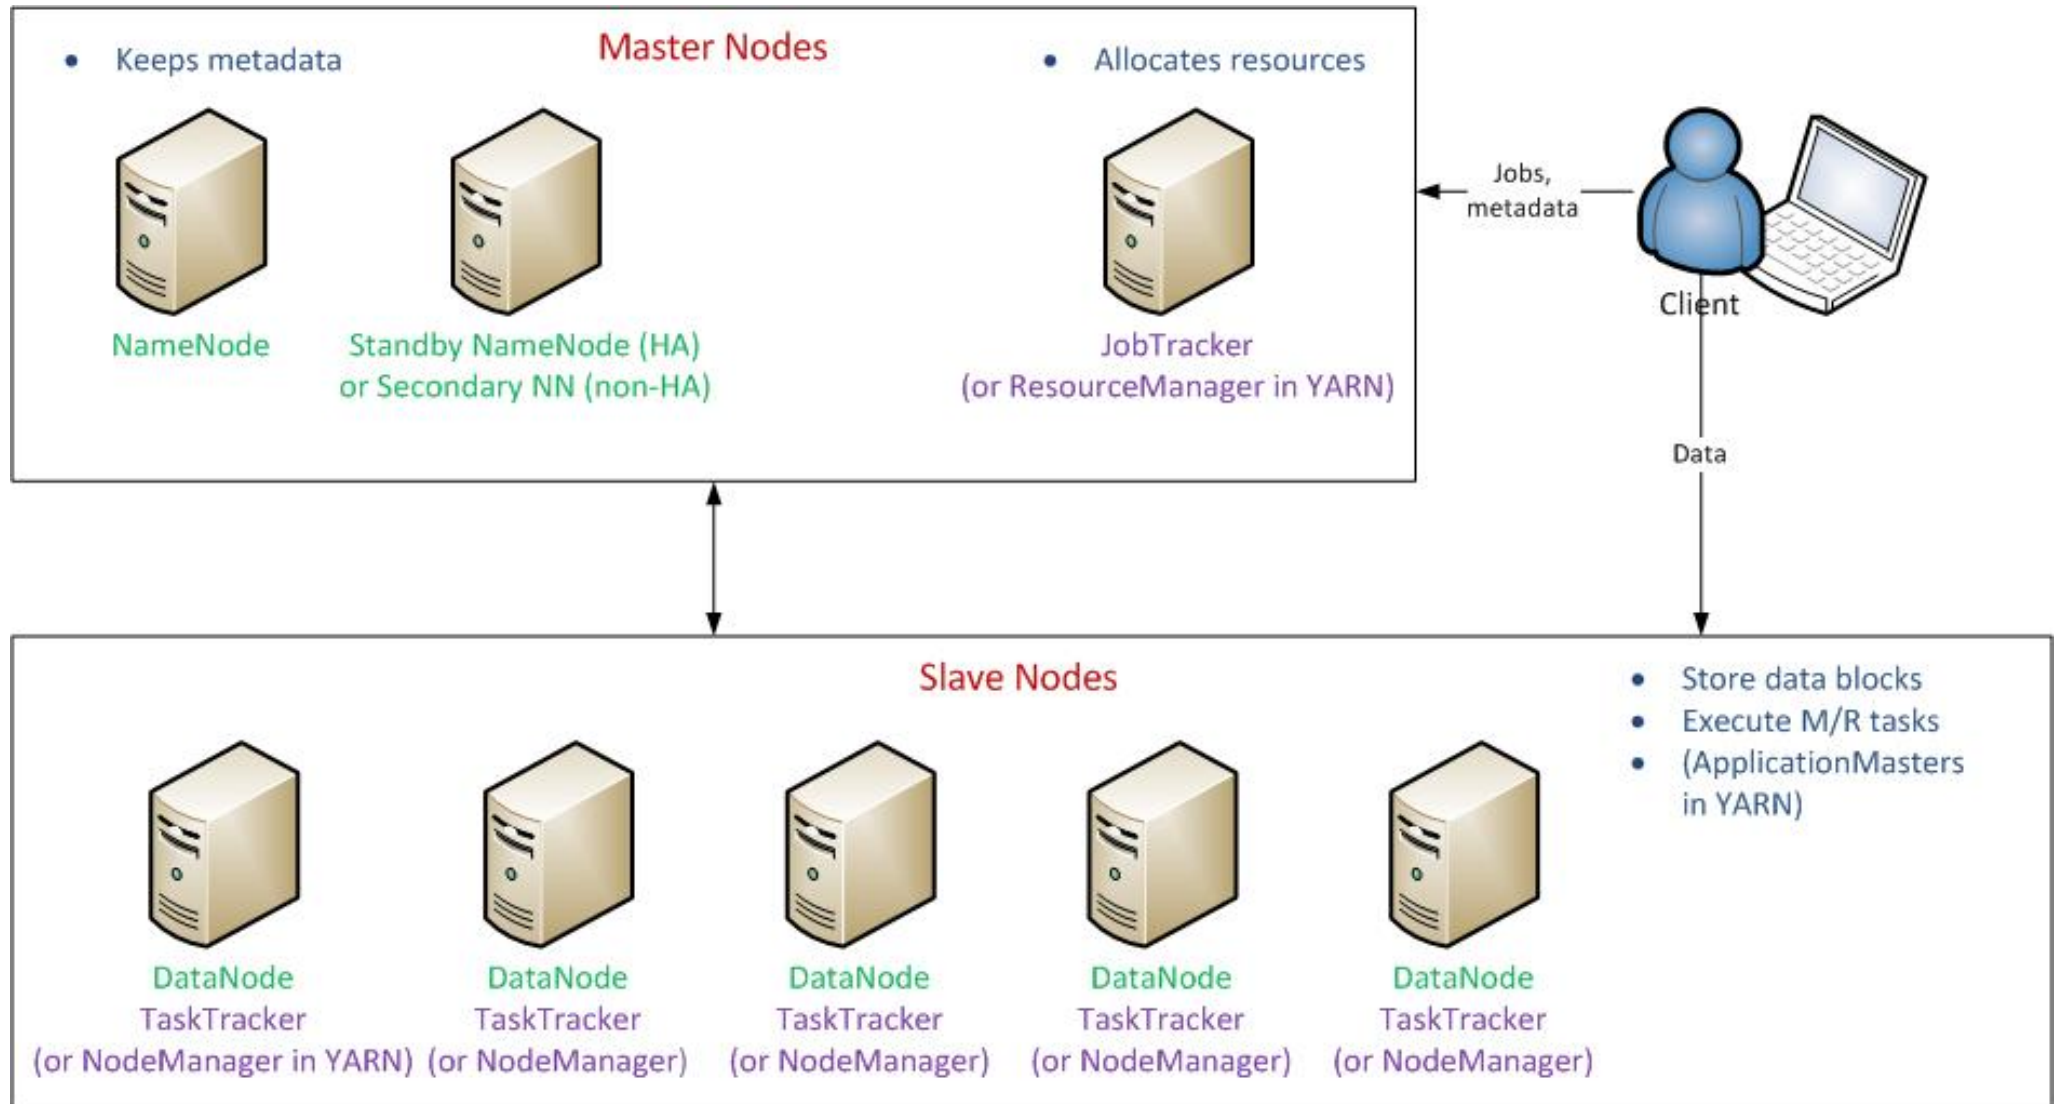 Master Nodes
• Keeps metadata
• Allocates resources
NameNode
Standby NameNode (HA)
or Secondary NN (non-HA)
JobTracker
(or ResourceManager in YARN)
Jobs,
metadata
Client
Data
Slave Nodes
• Store data blocks
• Execute M/R tasks
• (ApplicationMasters
in YARN)
DataNode
TaskTracker
(or NodeManager in YARN)
DataNode
TaskTracker
(or NodeManager)
DataNode
TaskTracker
(or NodeManager)
DataNode
TaskTracker
(or NodeManager)
DataNode
TaskTracker
(or NodeManager)